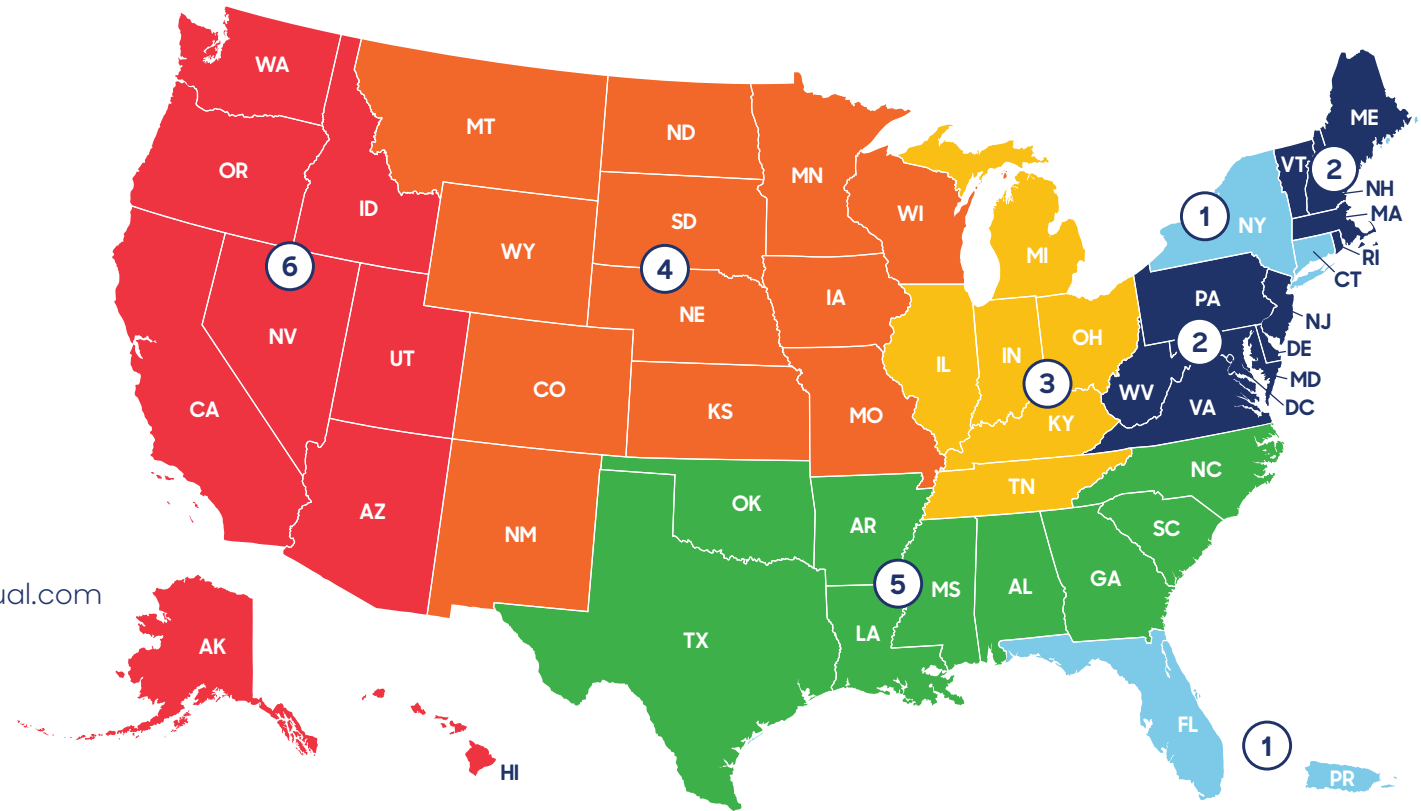 WA
MT
ND
OR
ID
MN
SD
WI
WY
6
4
IA
NE
NV
UT
CO
CA
KS
MO
AZ
NM
OK
AR
TX
LA
5
MS
AL
GA
SC
NC
TN
KY
3
IL
IN
OH
MI
ME
VT
2
NH
1
NY
MA
RI
CT
PA
NJ
2
DE
MD
WV
VA
DC
ual.com
AK
HI
FL
1
PR